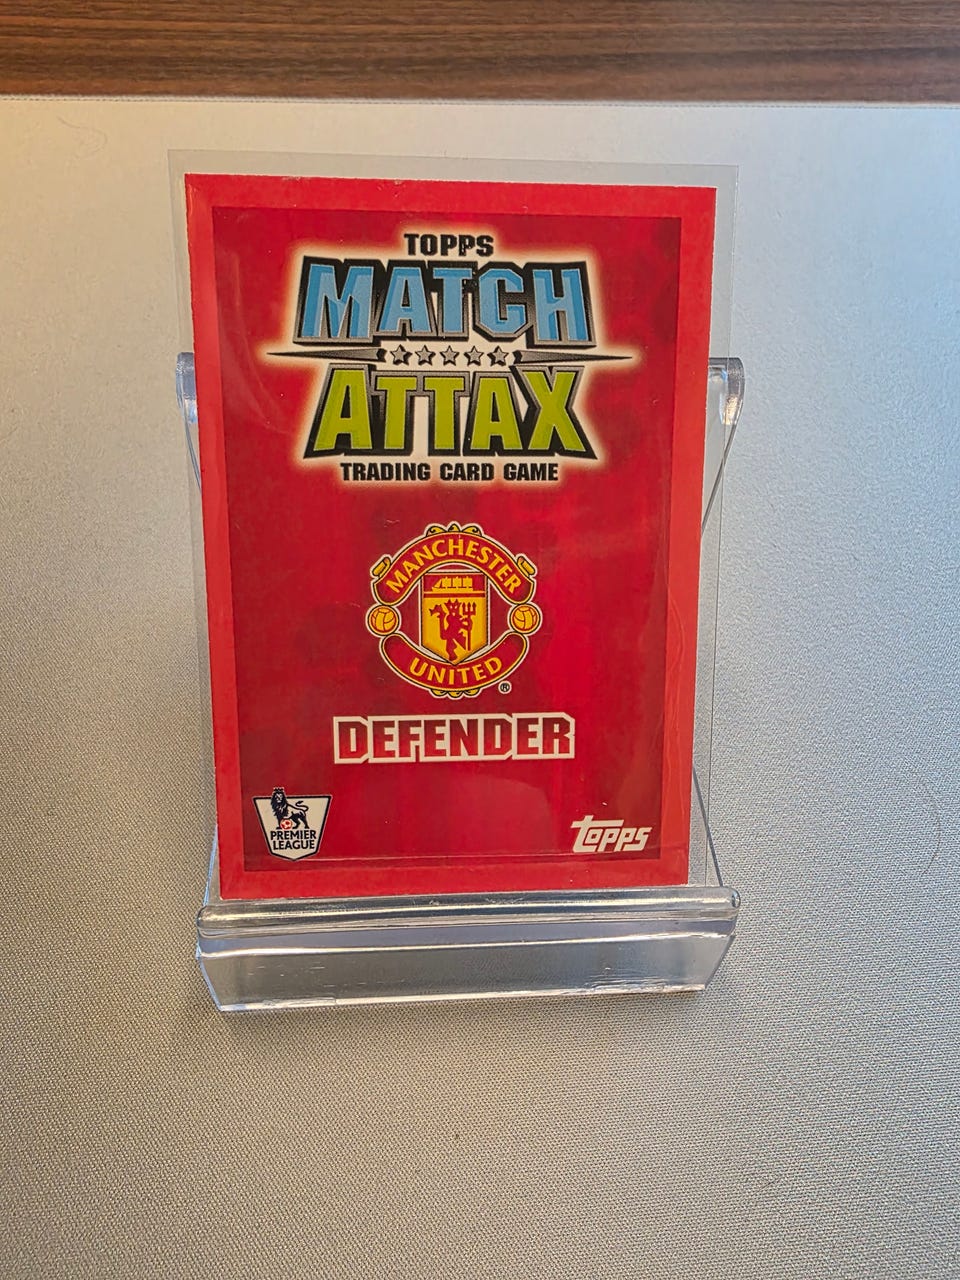 TOPPS
MATCH
ATTAX
TRADING CARD GAME
MANCHESTER
UNITED
®
DEFENDER
PREMIER
LEAGUE
topps